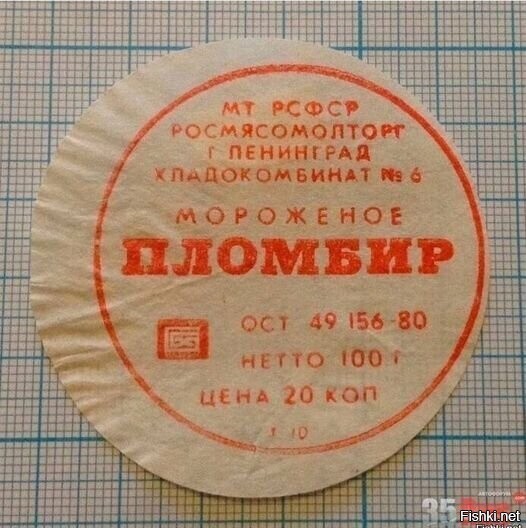 МТ РСФСР
РОСМЯСОМОЛТОРГ
Г ЛЕНИНГРАД
ХЛАДОКОМБИНАТ № 6
МОРОЖЕНОЕ
ПЛОМБИР
ОСТ 49 156-80
НЕТТО 100 Г
ЦЕНА 20 КОП
Fishki.net